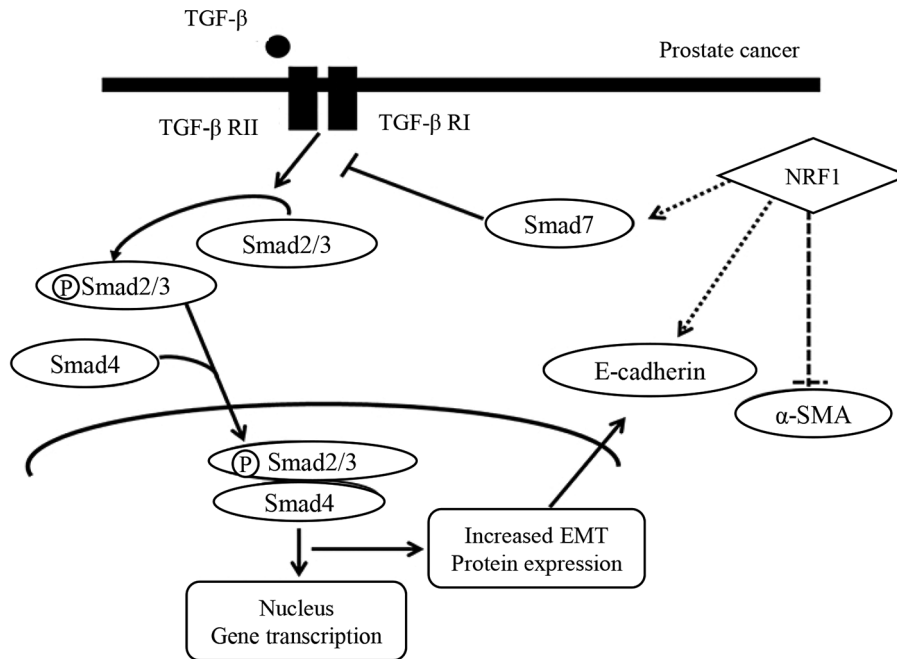 TGF-β
Prostate cancer
TGF-β RII
TGF-β RI
NRF1
Smad7
Smad2/3
P Smad2/3
Smad4
E-cadherin
α-SMA
P Smad2/3
Smad4
Increased EMT
Protein expression
Nucleus
Gene transcription